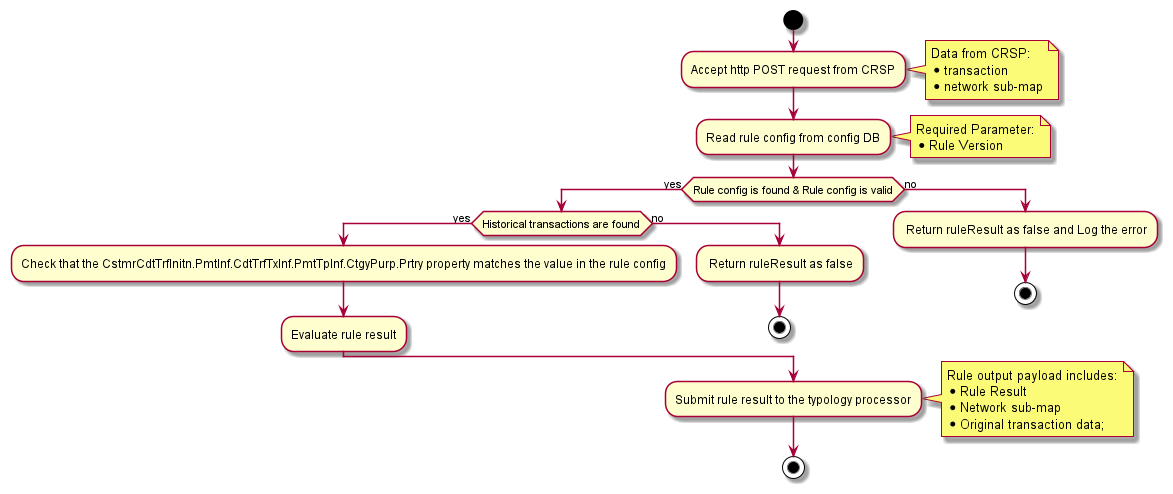 Accept http POST request from CRSP
Data from CRSP:
• transaction
• network sub-map
Read rule config from config DB
Required Parameter:
• Rule Version
yes
Rule config is found & Rule config is valid
no
yes
Historical transactions are found
no
Return ruleResult as false and Log the error
Check that the CstmrCdtTrfInitn.PmtInf.CdtTrfTxInf.PmtTpInf.CtgyPurp.Prtry property matches the value in the rule config
Return ruleResult as false
Evaluate rule result
Submit rule result to the typology processor
Rule output payload includes:
• Rule Result
• Network sub-map
• Original transaction data;